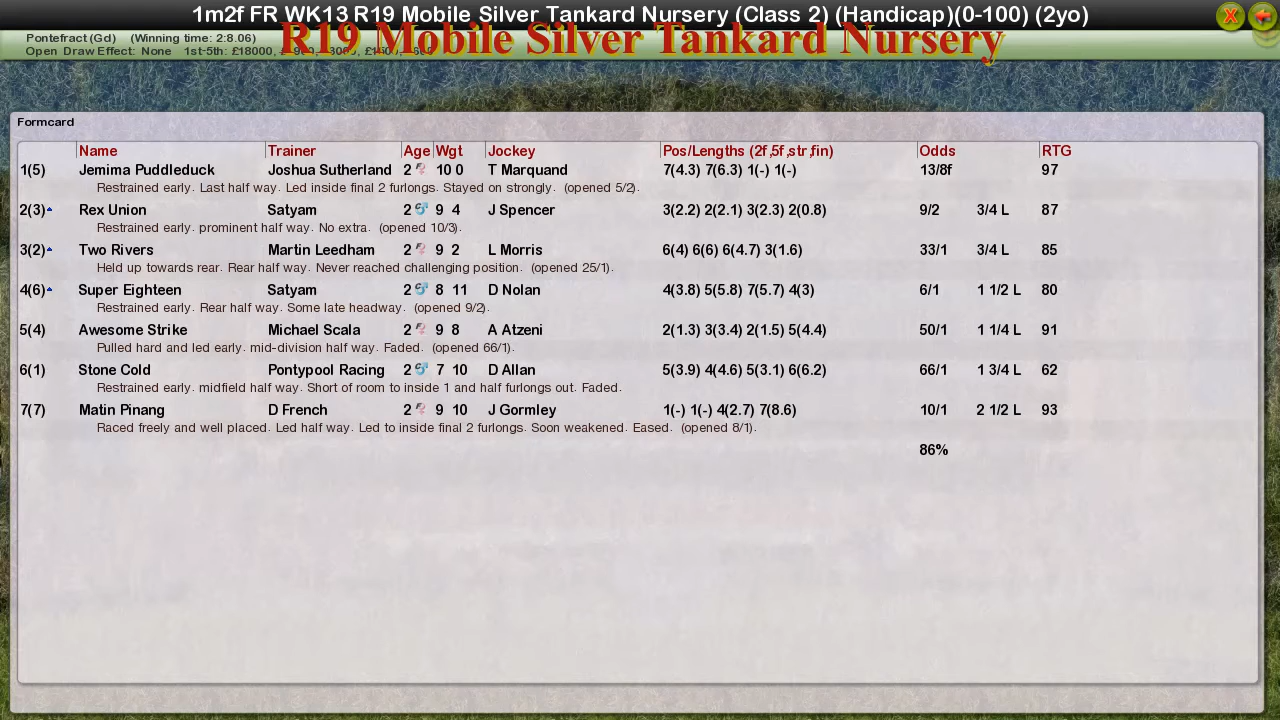 1m2f FR WK13 R19 Mobile Silver Tankard Nursery (Class 2) (Handicap)(0-100) (2yo)
R19 Mobile Silver Tankard Nursery
Pontefract (Gd) (Winning time: 2:8.06)
Open Draw Effect: None 1st-5th: £18000,
Formcard
Name Trainer Age Wgt Jockey Pos/Lengths (2f,5f,str,fin) Odds RTG
1(5) Jemima Puddleduck Joshua Sutherland 2 10 0 T Marquand 7(4.3) 7(6.3) 1(-) 1(-) 13/8f 97
Restrained early. Last half way. Led inside final 2 furlongs. Stayed on strongly. (opened 5/2).
2(3) Rex Union Satyam 2 9 4 J Spencer 3(2.2) 2(2.1) 3(2.3) 2(0.8) 9/2 3/4 L 87
Restrained early. prominent half way. No extra. (opened 10/3).
3(2) Two Rivers Martin Leedham 2 9 2 L Morris 6(4) 6(6) 6(4.7) 3(1.6) 33/1 3/4 L 85
Held up towards rear. Rear half way. Never reached challenging position. (opened 25/1).
4(6) Super Eighteen Satyam 2 8 11 D Nolan 4(3.8) 5(5.8) 7(5.7) 4(3) 6/1 1 1/2 L 80
Restrained early. Rear half way. Some late headway. (opened 9/2).
5(4) Awesome Strike Michael Scala 2 9 8 A Atzeni 2(1.3) 3(3.4) 2(1.5) 5(4.4) 50/1 1 1/4 L 91
Pulled hard and led early. mid-division half way. Faded. (opened 66/1).
6(1) Stone Cold Pontypool Racing 2 7 10 D Allan 5(3.9) 4(4.6) 5(3.1) 6(6.2) 66/1 1 3/4 L 62
Restrained early. midfield half way. Short of room to inside 1 and half furlongs out. Faded.
7(7) Matin Pinang D French 2 9 10 J Gormley 1(-) 1(-) 4(2.7) 7(8.6) 10/1 2 1/2 L 93
Raced freely and well placed. Led half way. Led to inside final 2 furlongs. Soon weakened. Eased. (opened 8/1).
86%